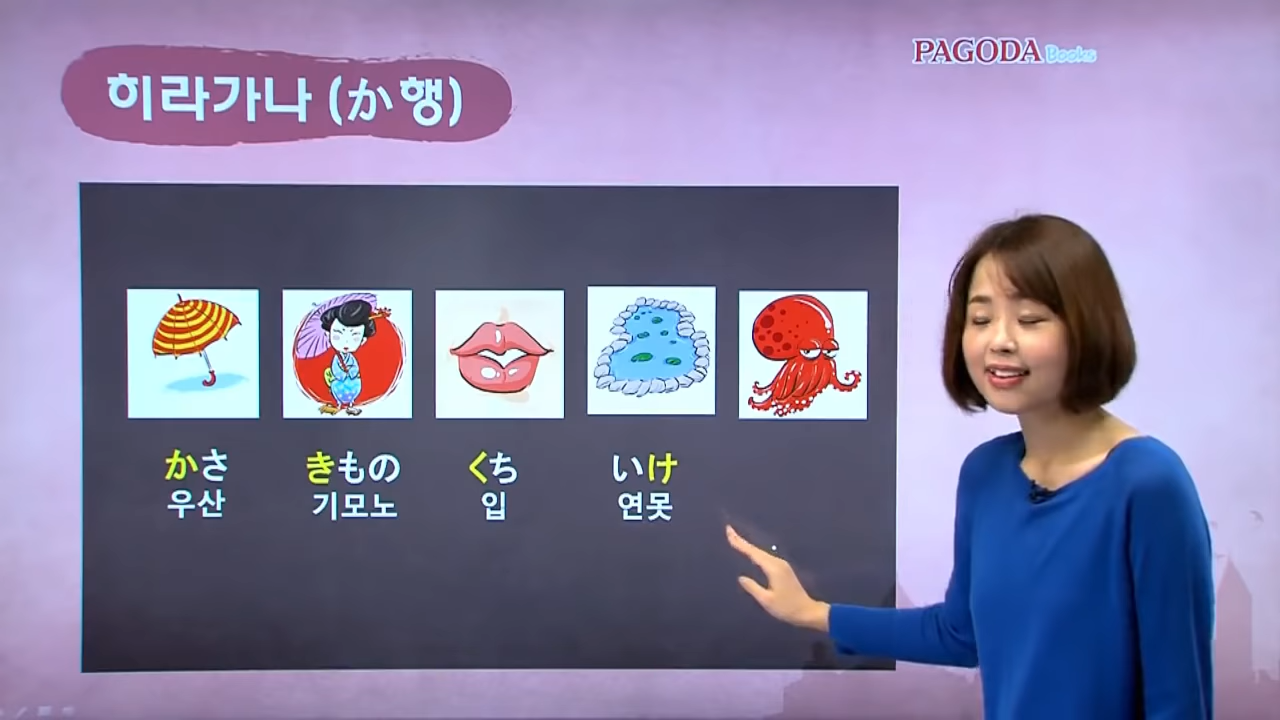 히라가나 (か행)
PAGODA Books
かさ
우산
きもの
기모노
くち
입
いけ
연못